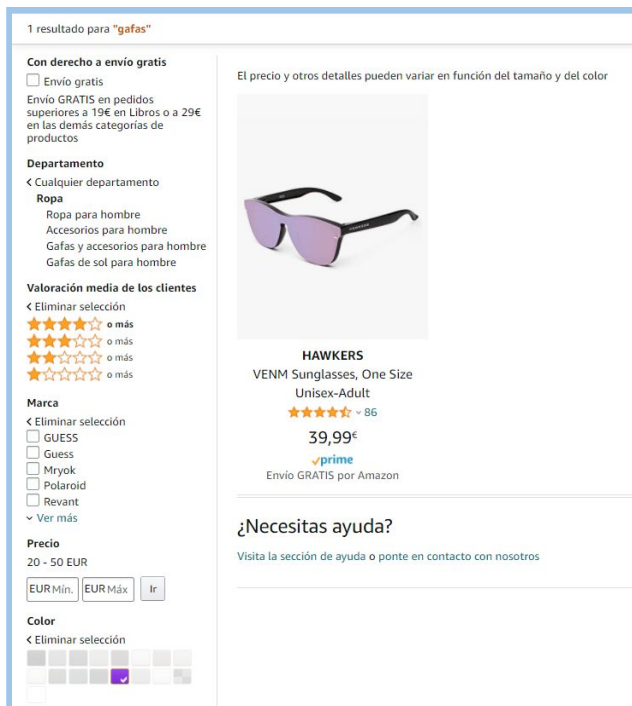 1 resultado para "gafas"
Con derecho a envío gratis
Envío gratis
Envío GRATIS en pedidos
superiores a 19€ en Libros o a 29€
en las demás categorías de
productos
Departamento
< Cualquier departamento
Ropa
Ropa para hombre
Accesorios para hombre
Gafas y accesorios para hombre
Gafas de sol para hombre
Valoración media de los clientes
< Eliminar selección
o más
o más
o más
o más
Marca
< Eliminar selección
GUESS
Guess
Mryok
Polaroid
Revant
Ver más
Precio
20 - 50 EUR
EUR Mín. EUR Máx Ir
Color
< Eliminar selección
El precio y otros detalles pueden variar en función del tamaño y del color
HAWKERS
HAWKERS
VENM Sunglasses, One Size
Unisex-Adult
86
39,99€
prime
Envío GRATIS por Amazon
¿Necesitas ayuda?
Visita la sección de ayuda o ponte en contacto con nosotros